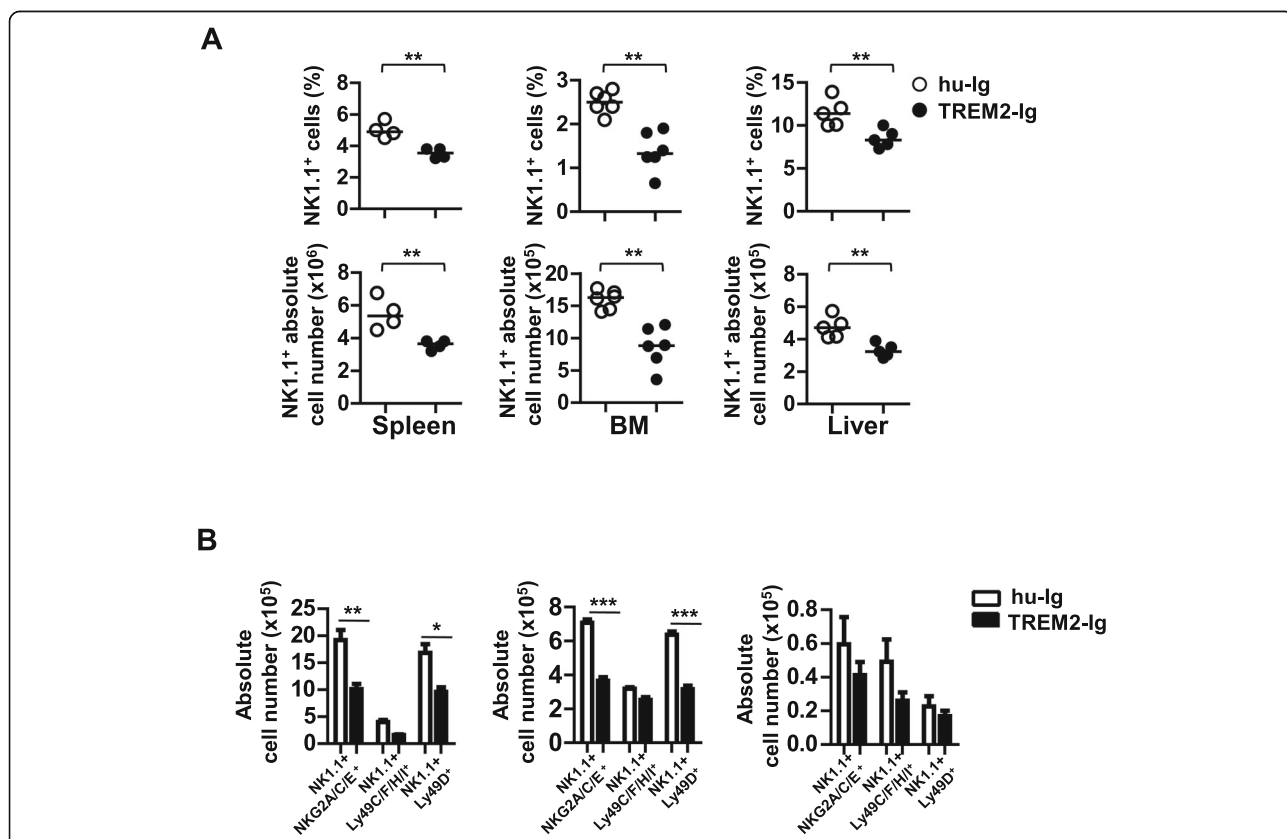 A
**
**
**
NK1.1+ cells (%)
8
6
4
2
0
NK1.1+ cells (%)
3
2
1
0
NK1.1+ cells (%)
15
10
5
0
hu-Ig
TREM2-Ig
**
**
**
NK1.1+ absolute
cell number (x10⁶)
8
6
4
2
0
Spleen
NK1.1+ absolute
cell number (x10⁵)
20
15
10
5
0
BM
NK1.1+ absolute
cell number (x10⁵)
8
6
4
2
0
Liver
B
Absolute
cell number (x10⁵)
25
20
15
10
5
0
**
*
NK1.1+
NKG2A/C/E+
NK1.1+
Ly49C/F/H/I+
NK1.1+
Ly49D+
Absolute
cell number (x10⁵)
8
6
4
2
0
***
***
NK1.1+
NKG2A/C/E+
NK1.1+
Ly49C/F/H/I+
NK1.1+
Ly49D+
Absolute
cell number (x10⁵)
0.8
0.6
0.4
0.2
0.0
NK1.1+
NKG2A/C/E+
NK1.1+
Ly49C/F/H/I+
NK1.1+
Ly49D+
hu-Ig
TREM2-Ig